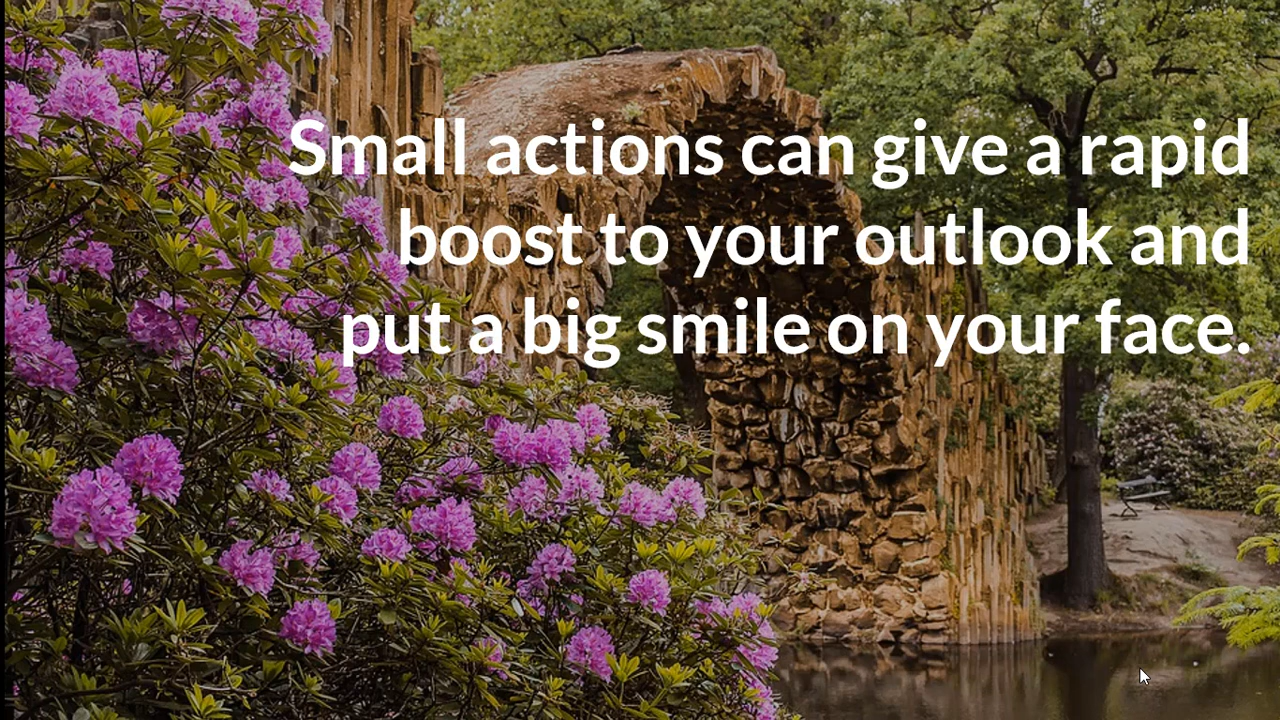 Small actions can give a rapid
boost to your outlook and
put a big smile on your face.